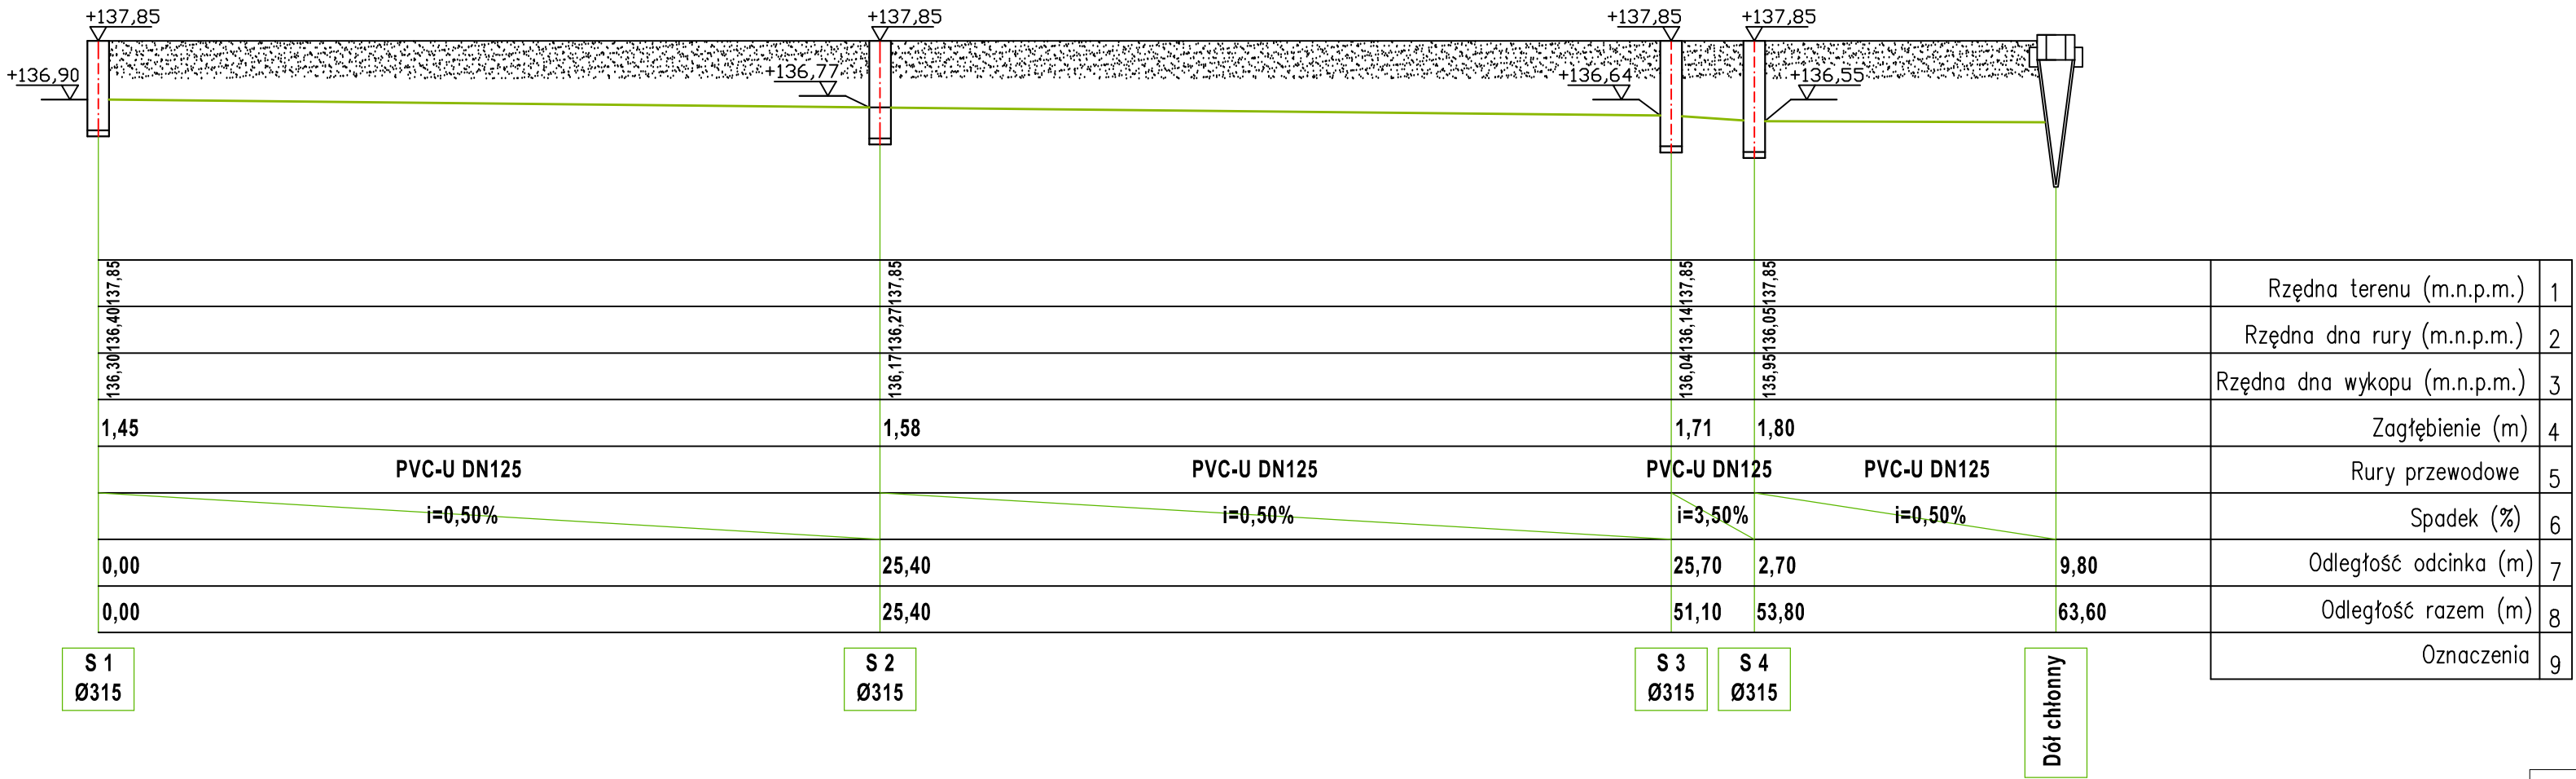 +137,85 +137,85 +137,85 +137,85
+136,90 +136,77 +136,64 +136,55
137,85 137,85 137,85 137,85 Rzędna terenu (m.n.p.m.) 1
136,40 136,27 136,14 136,05 Rzędna dna rury (m.n.p.m.) 2
136,30 136,17 136,04 135,95 Rzędna dna wykopu (m.n.p.m.) 3
1,45 1,58 1,71 1,80 Zagłębienie (m) 4
PVC-U DN125 PVC-U DN125 PVC-U DN125 PVC-U DN125 Rury przewodowe 5
i=0,50% i=0,50% i=3,50% i=0,50% Spadek (%) 6
0,00 25,40 25,70 2,70 9,80 Odległość odcinka (m) 7
0,00 25,40 51,10 53,80 63,60 Odległość razem (m) 8
Oznaczenia 9
S 1 S 2 S 3 S 4
Ø315 Ø315 Ø315 Ø315
Dół chłonny